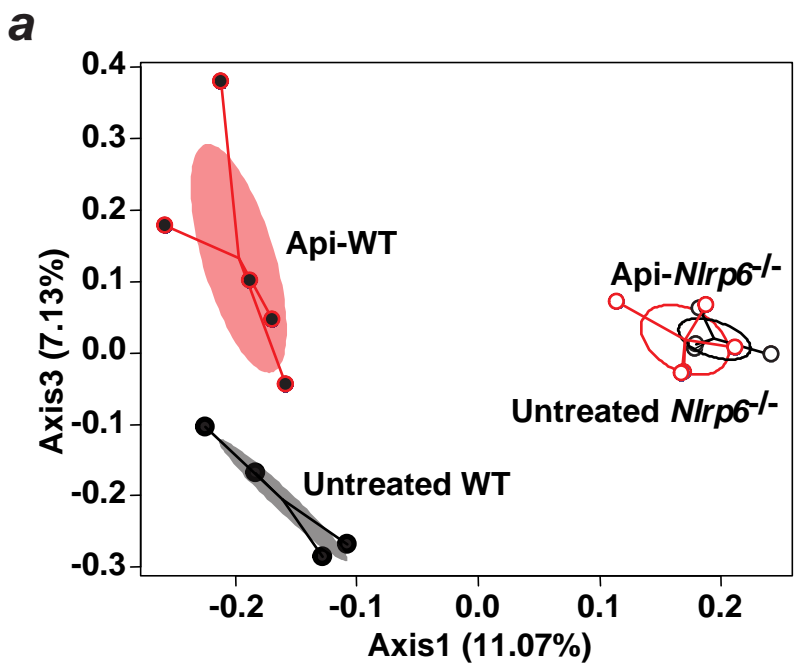 a
0.4
0.3
0.2
0.1
0.0
-0.1
-0.2
-0.3
Axis3 (7.13%)
Api-WT
Api-Nlrp6-/-
Untreated Nlrp6-/-
Untreated WT
-0.2 -0.1 0.0 0.1 0.2
Axis1 (11.07%)